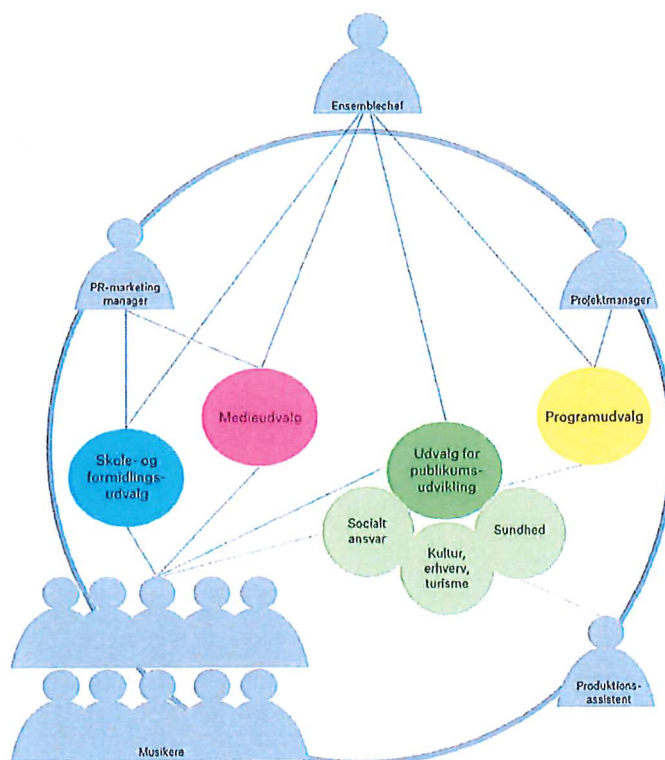 Ensemblechef
PR-marketing
manager
Projektmanager
Medieudvalg
Programudvalg
Skole- og
formidlings-
udvalg
Udvalg for
publikums-
udvikling
Socialt
ansvar
Kultur,
erhverv,
turisme
Sundhed
Produktions-
assistent
Musikere